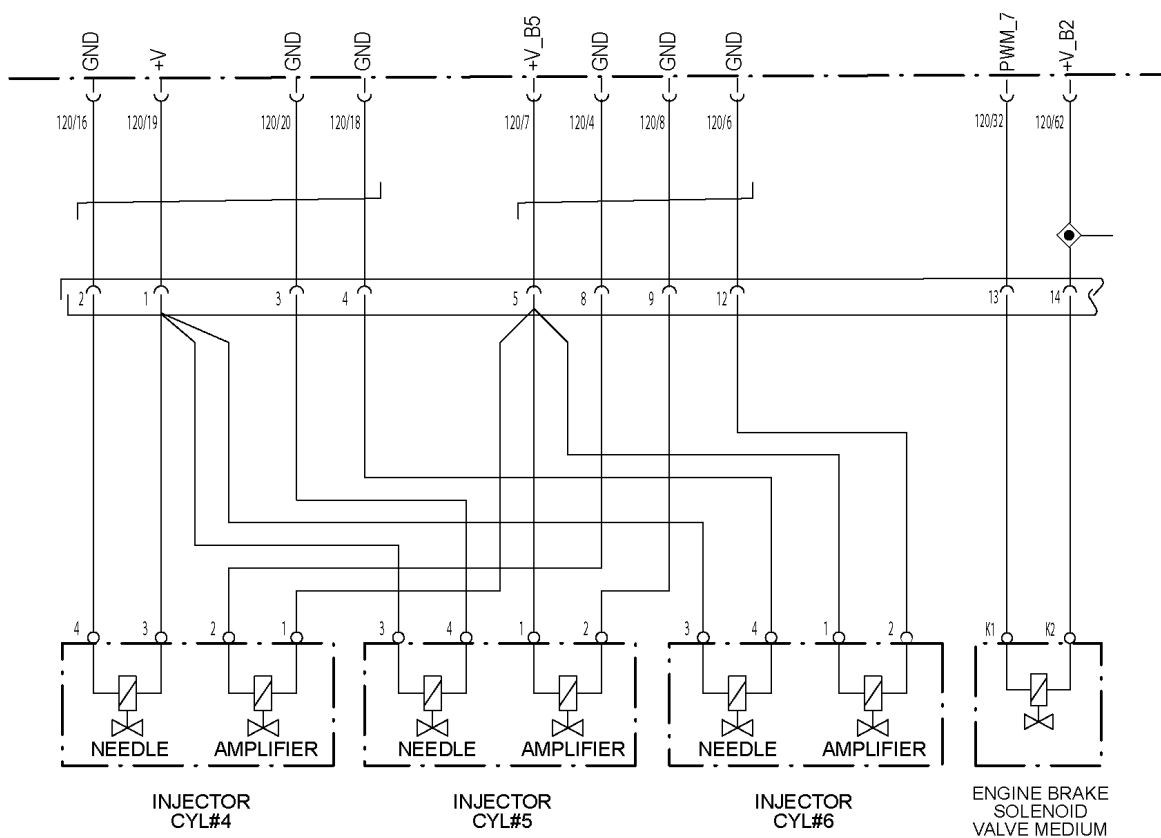 GND +V GND GND +V_B5 GND GND GND PWM_7 +V_B2
120/16 120/19 120/20 120/18 120/7 120/4 120/8 120/6 120/32 120/62
2 1 3 4 5 8 9 12 13 14
4 3 2 1 3 4 1 2 3 4 1 2 K1 K2
NEEDLE AMPLIFIER NEEDLE AMPLIFIER NEEDLE AMPLIFIER
INJECTOR
CYL#4
INJECTOR
CYL#5
INJECTOR
CYL#6
ENGINE BRAKE
SOLENOID
VALVE MEDIUM